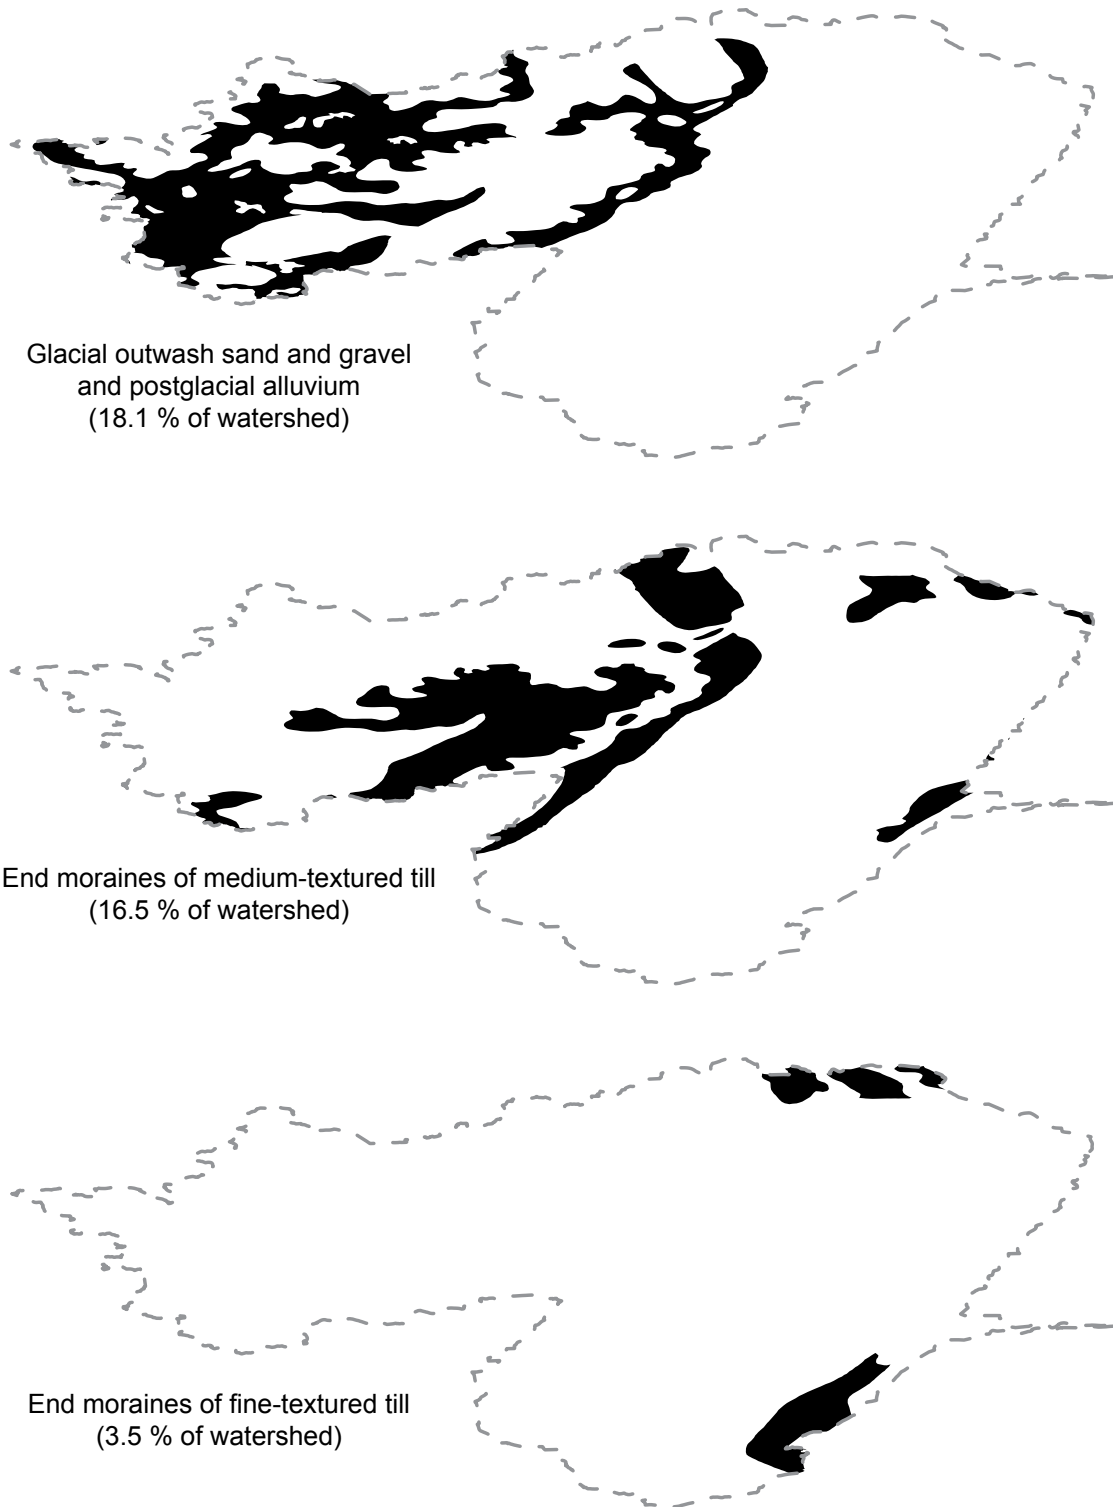 Glacial outwash sand and gravel
and postglacial alluvium
(18.1 % of watershed)
End moraines of medium-textured till
(16.5 % of watershed)
End moraines of fine-textured till
(3.5 % of watershed)